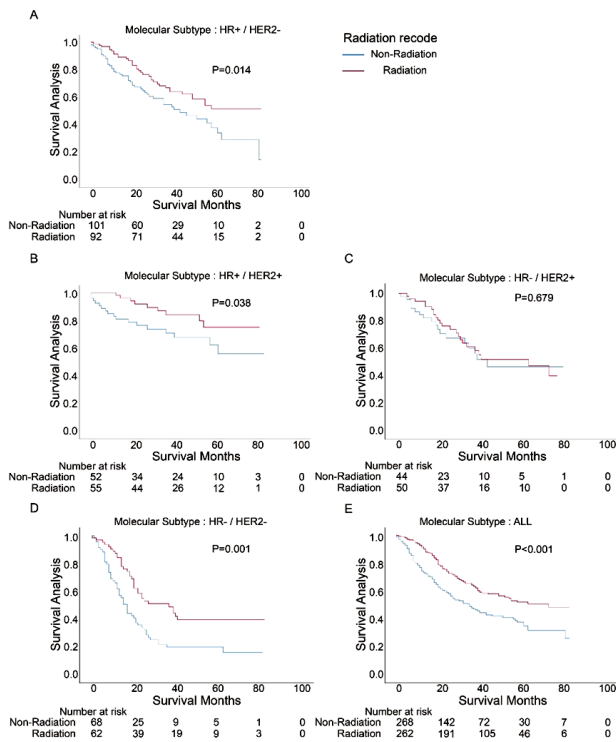 A
Molecular Subtype : HR+ / HER2-
Radiation recode
Non-Radiation
Radiation
P=0.014
Survival Analysis
1.0
0.8
0.6
0.4
0.2
0.0
0 20 40 60 80 100
Survival Months
Number at risk
Non-Radiation 101 60 29 10 2 0
Radiation 92 71 44 15 2 0
B
Molecular Subtype : HR+ / HER2+
P=0.038
Survival Analysis
1.0
0.8
0.6
0.4
0.2
0.0
0 20 40 60 80 100
Survival Months
Number at risk
Non-Radiation 52 34 24 10 3 0
Radiation 55 44 26 12 1 0
C
Molecular Subtype : HR- / HER2+
P=0.679
Survival Analysis
1.0
0.8
0.6
0.4
0.2
0.0
0 20 40 60 80 100
Survival Months
Number at risk
Non-Radiation 44 23 10 5 1 0
Radiation 50 37 16 10 0 0
D
Molecular Subtype : HR- / HER2-
P=0.001
Survival Analysis
1.0
0.8
0.6
0.4
0.2
0.0
0 20 40 60 80 100
Survival Months
Number at risk
Non-Radiation 68 25 9 5 1 0
Radiation 62 39 19 9 3 0
E
Molecular Subtype : ALL
P<0.001
Survival Analysis
1.0
0.8
0.6
0.4
0.2
0.0
0 20 40 60 80 100
Survival Months
Number at risk
Non-Radiation 268 142 72 30 7 0
Radiation 262 191 105 46 6 0